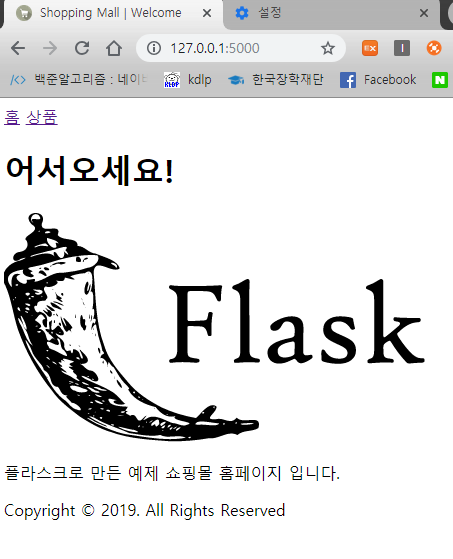 Shopping Mall | Welcome
설정
127.0.0.1:5000
백준알고리즘 : 네이버
kdlp
한국장학재단
Facebook
홈 상품
어서오세요!
Flask
플라스크로 만든 예제 쇼핑몰 홈페이지 입니다.
Copyright © 2019. All Rights Reserved